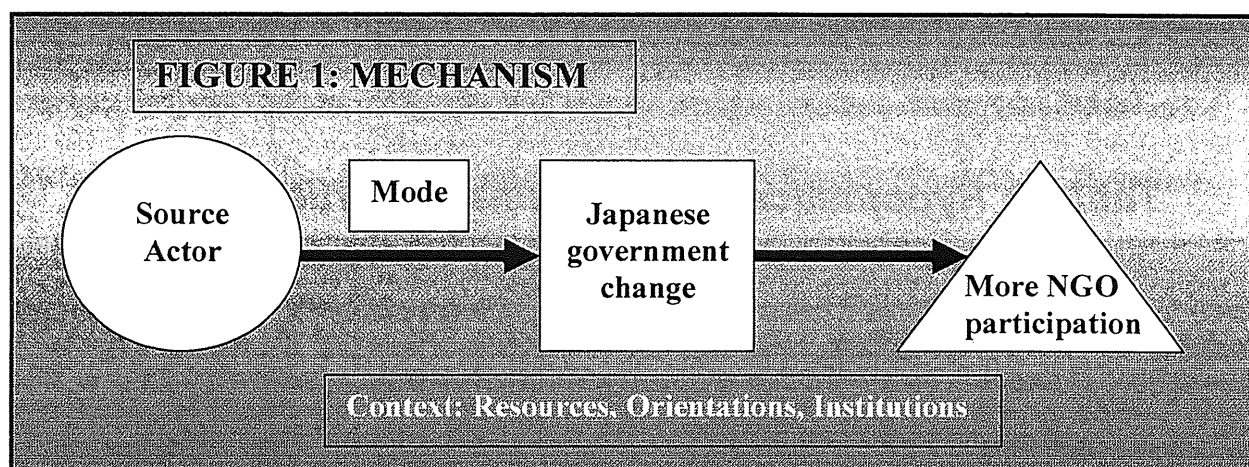 FIGURE 1: MECHANISM
Source
Actor
Mode
Japanese
government
change
More NGO
participation
Context: Resources, Orientations, Institutions